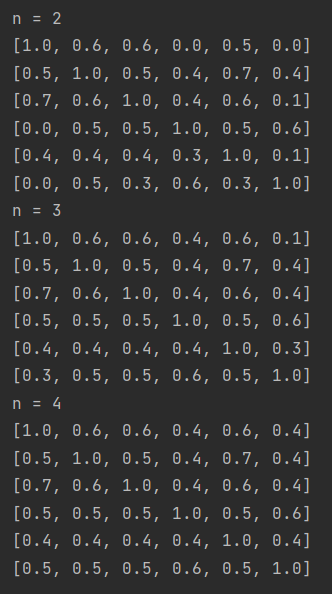 n = 2
[1.0, 0.6, 0.6, 0.0, 0.5, 0.0]
[0.5, 1.0, 0.5, 0.4, 0.7, 0.4]
[0.7, 0.6, 1.0, 0.4, 0.6, 0.1]
[0.0, 0.5, 0.5, 1.0, 0.5, 0.6]
[0.4, 0.4, 0.4, 0.3, 1.0, 0.1]
[0.0, 0.5, 0.3, 0.6, 0.3, 1.0]
n = 3
[1.0, 0.6, 0.6, 0.4, 0.6, 0.1]
[0.5, 1.0, 0.5, 0.4, 0.7, 0.4]
[0.7, 0.6, 1.0, 0.4, 0.6, 0.4]
[0.5, 0.5, 0.5, 1.0, 0.5, 0.6]
[0.4, 0.4, 0.4, 0.4, 1.0, 0.3]
[0.3, 0.5, 0.5, 0.6, 0.5, 1.0]
n = 4
[1.0, 0.6, 0.6, 0.4, 0.6, 0.4]
[0.5, 1.0, 0.5, 0.4, 0.7, 0.4]
[0.7, 0.6, 1.0, 0.4, 0.6, 0.4]
[0.5, 0.5, 0.5, 1.0, 0.5, 0.6]
[0.4, 0.4, 0.4, 0.4, 1.0, 0.4]
[0.5, 0.5, 0.5, 0.6, 0.5, 1.0]